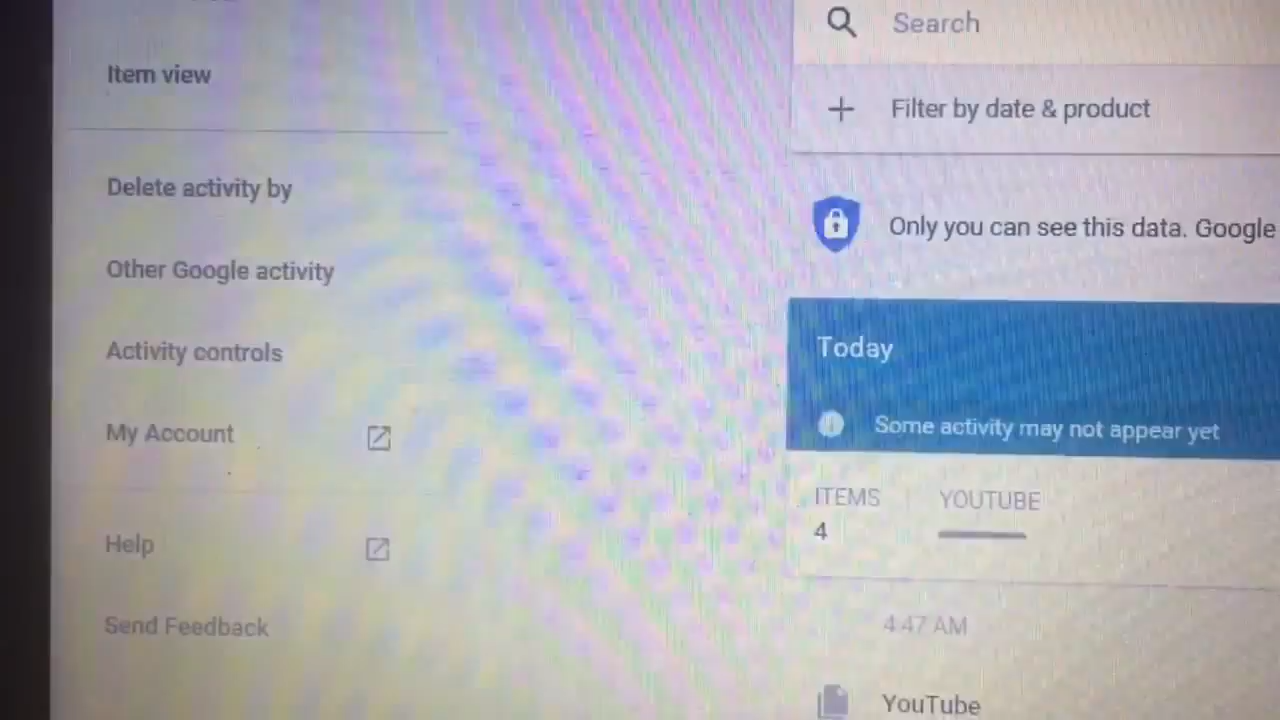 Item view
Delete activity by
Other Google activity
Activity controls
My Account
Help
Send Feedback
Search
Filter by date & product
Only you can see this data. Google
Today
Some activity may not appear yet
ITEMS YOUTUBE
4
4:47 AM
YouTube